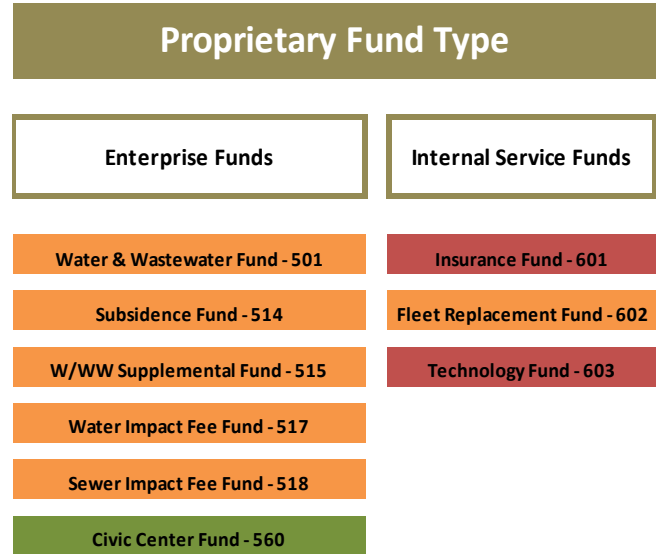 Proprietary Fund Type
Enterprise Funds
Internal Service Funds
Water & Wastewater Fund - 501
Insurance Fund - 601
Subsidence Fund - 514
Fleet Replacement Fund - 602
W/WW Supplemental Fund - 515
Technology Fund - 603
Water Impact Fee Fund - 517
Sewer Impact Fee Fund - 518
Civic Center Fund - 560